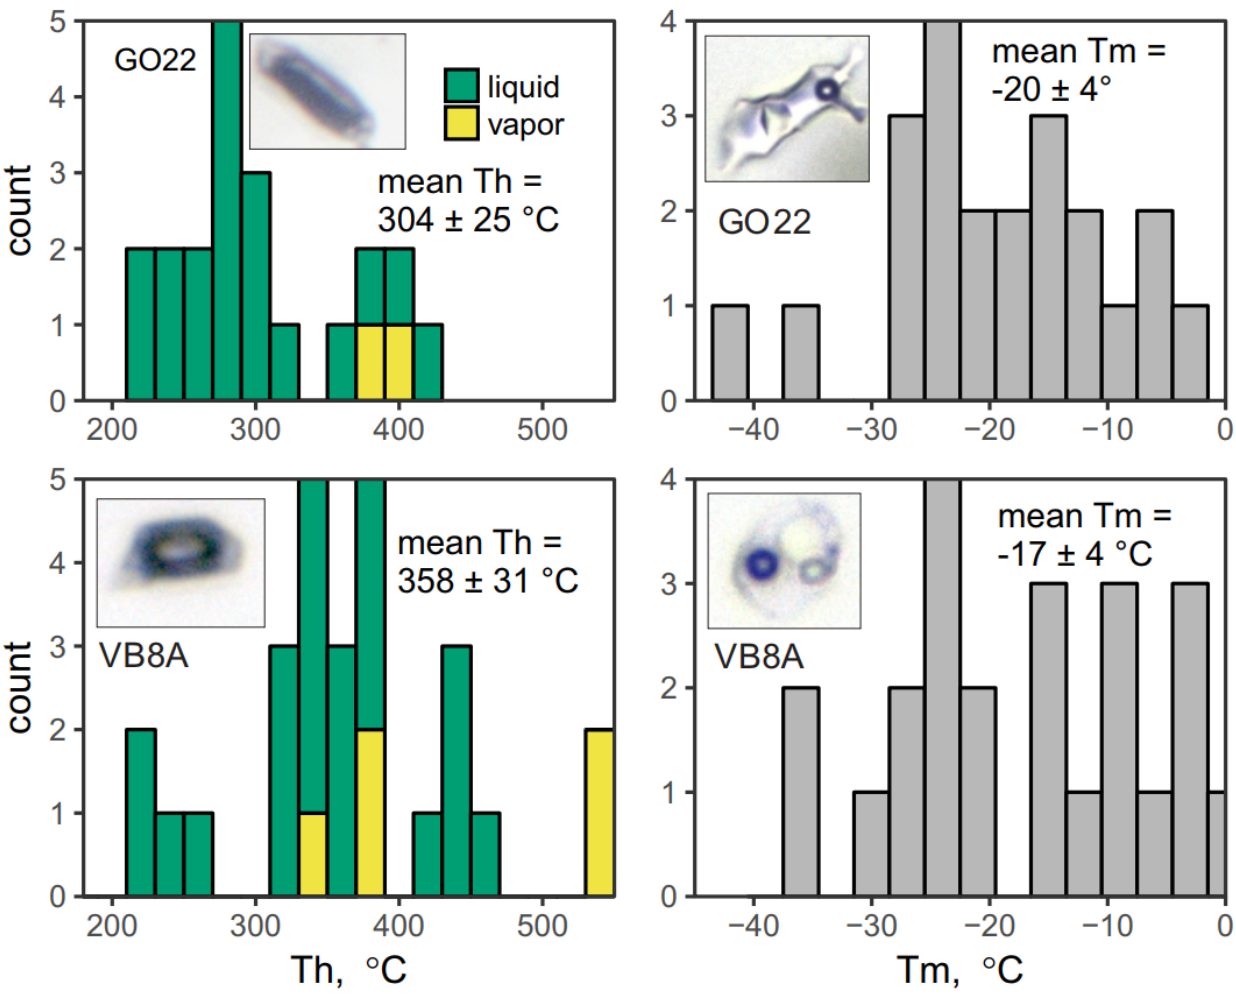 5
4
3
2
1
0
count
GO22
liquid
vapor
mean Th =
304 ± 25 °C
200
300
400
500
4
3
2
1
0
mean Tm =
-20 ± 4°
GO22
−40
−30
−20
−10
0
5
4
3
2
1
0
count
mean Th =
358 ± 31 °C
VB8A
200
300
400
500
Th, °C
4
3
2
1
0
mean Tm =
-17 ± 4 °C
VB8A
−40
−30
−20
−10
0
Tm, °C